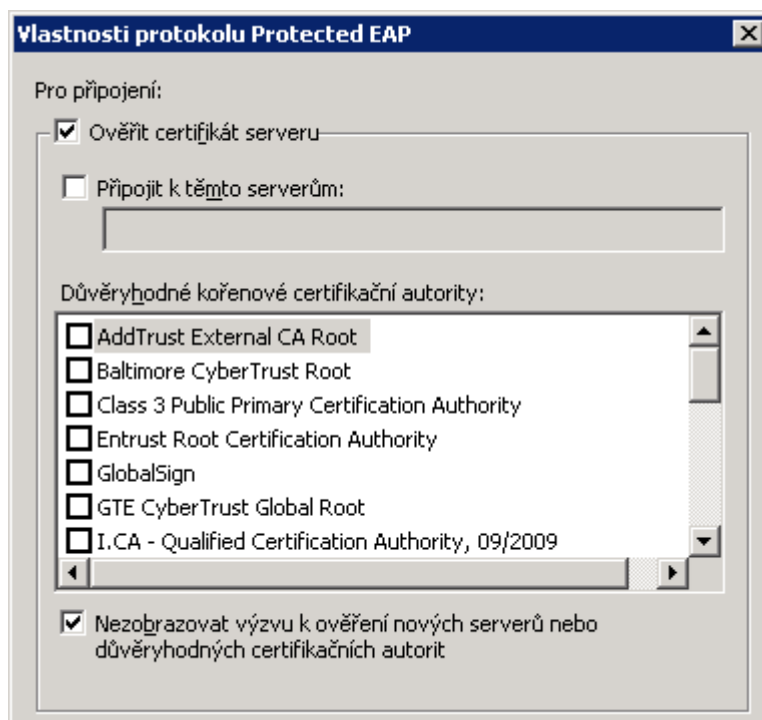 Vlastnosti protokolu Protected EAP
Pro připojení:
Ověřit certifikát serveru
Připojit k těmto serverům:
Důvěryhodné kořenové certifikační autority:
AddTrust External CA Root
Baltimore CyberTrust Root
Class 3 Public Primary Certification Authority
Entrust Root Certification Authority
GlobalSign
GTE CyberTrust Global Root
I.CA - Qualified Certification Authority, 09/2009
Nezobrazovat výzvu k ověření nových serverů nebo
důvěryhodných certifikačních autorit